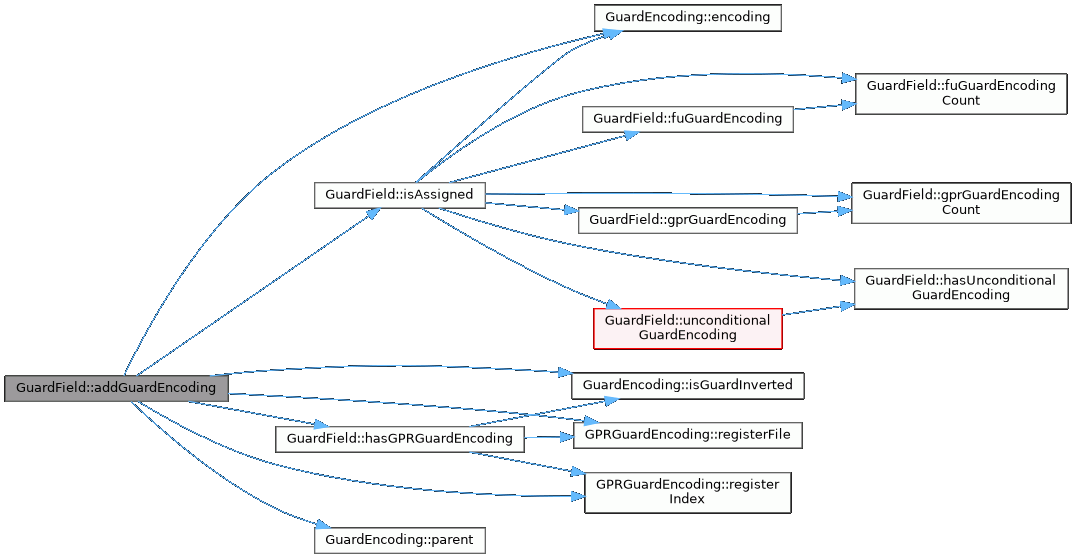 GuardEncoding::encoding
GuardField::fuGuardEncoding
Count
GuardField::fuGuardEncoding
GuardField::isAssigned
GuardField::gprGuardEncoding
Count
GuardField::gprGuardEncoding
GuardField::hasUnconditional
GuardEncoding
GuardField::unconditional
GuardEncoding
GuardField::addGuardEncoding
GuardEncoding::isGuardInverted
GuardField::hasGPRGuardEncoding
GPRGuardEncoding::registerFile
GPRGuardEncoding::register
Index
GuardEncoding::parent